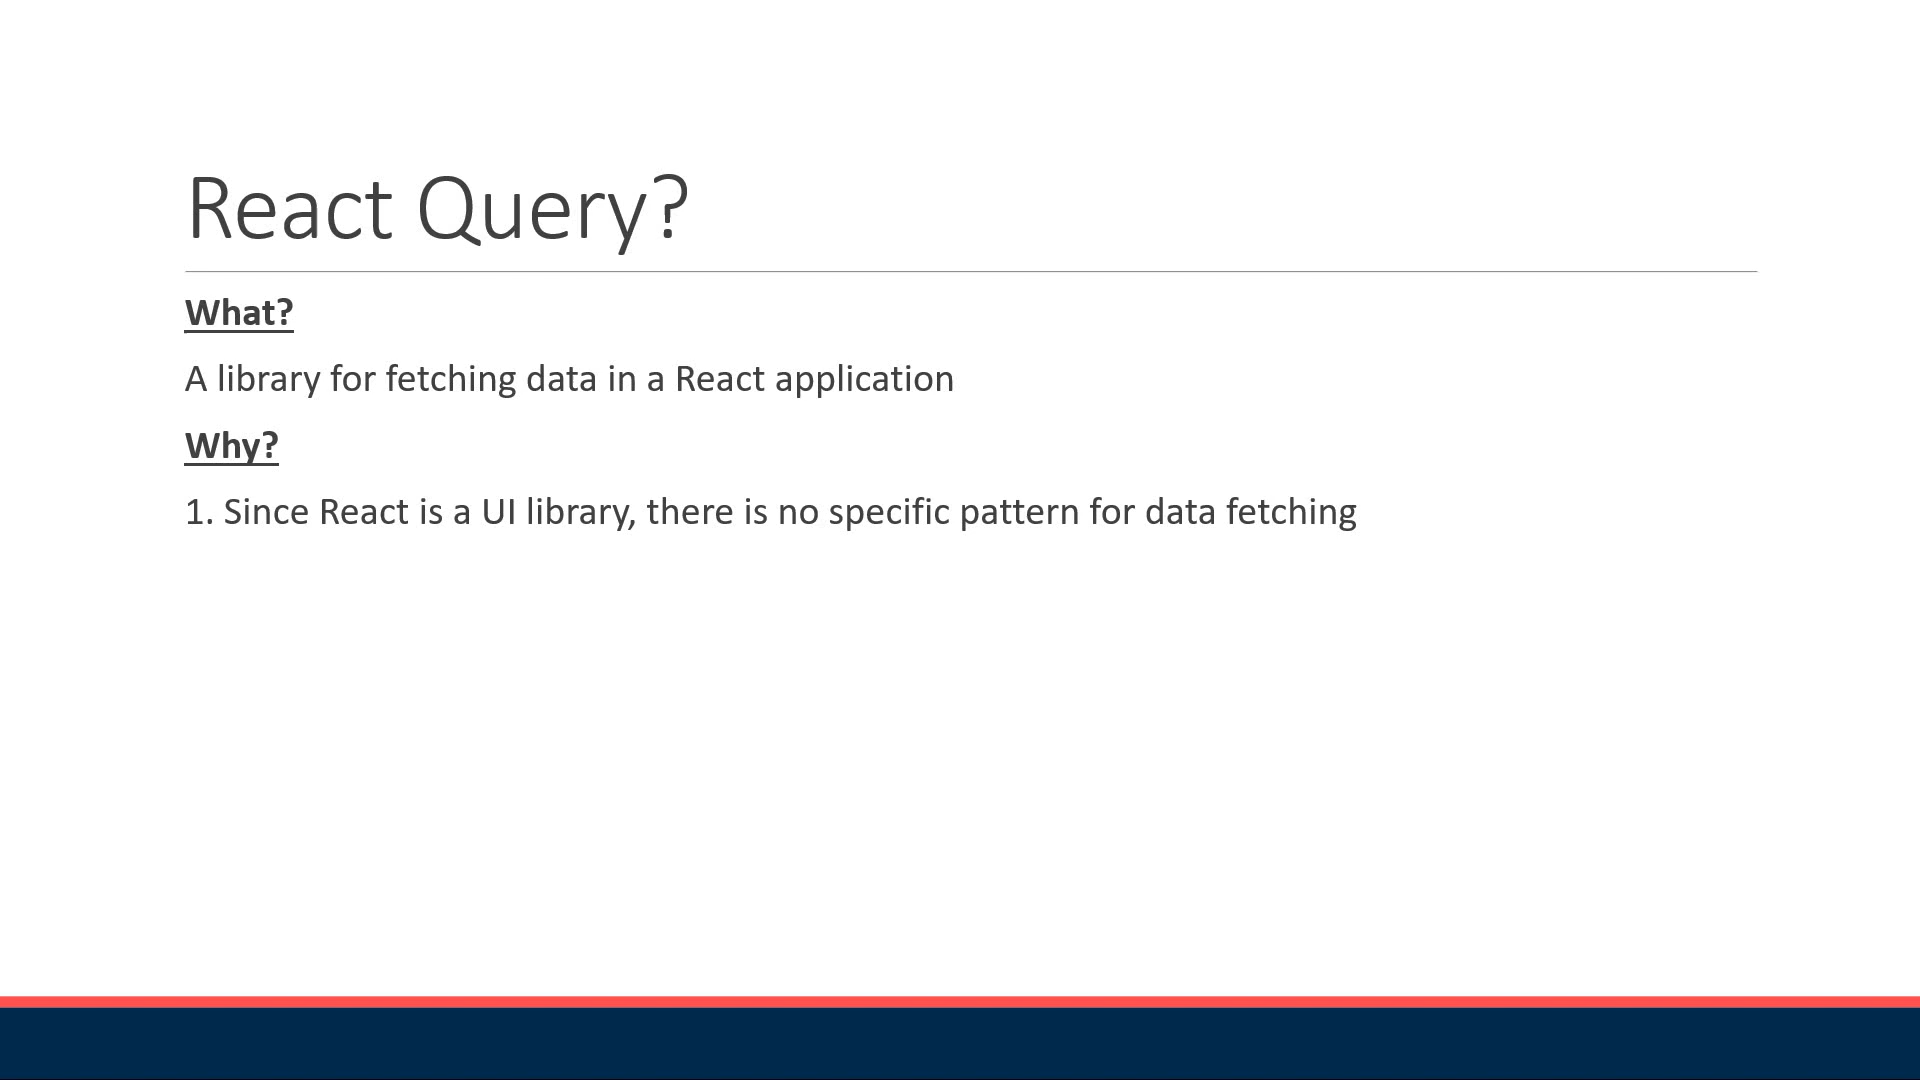 React Query?
What?
A library for fetching data in a React application
Why?
1. Since React is a UI library, there is no specific pattern for data fetching